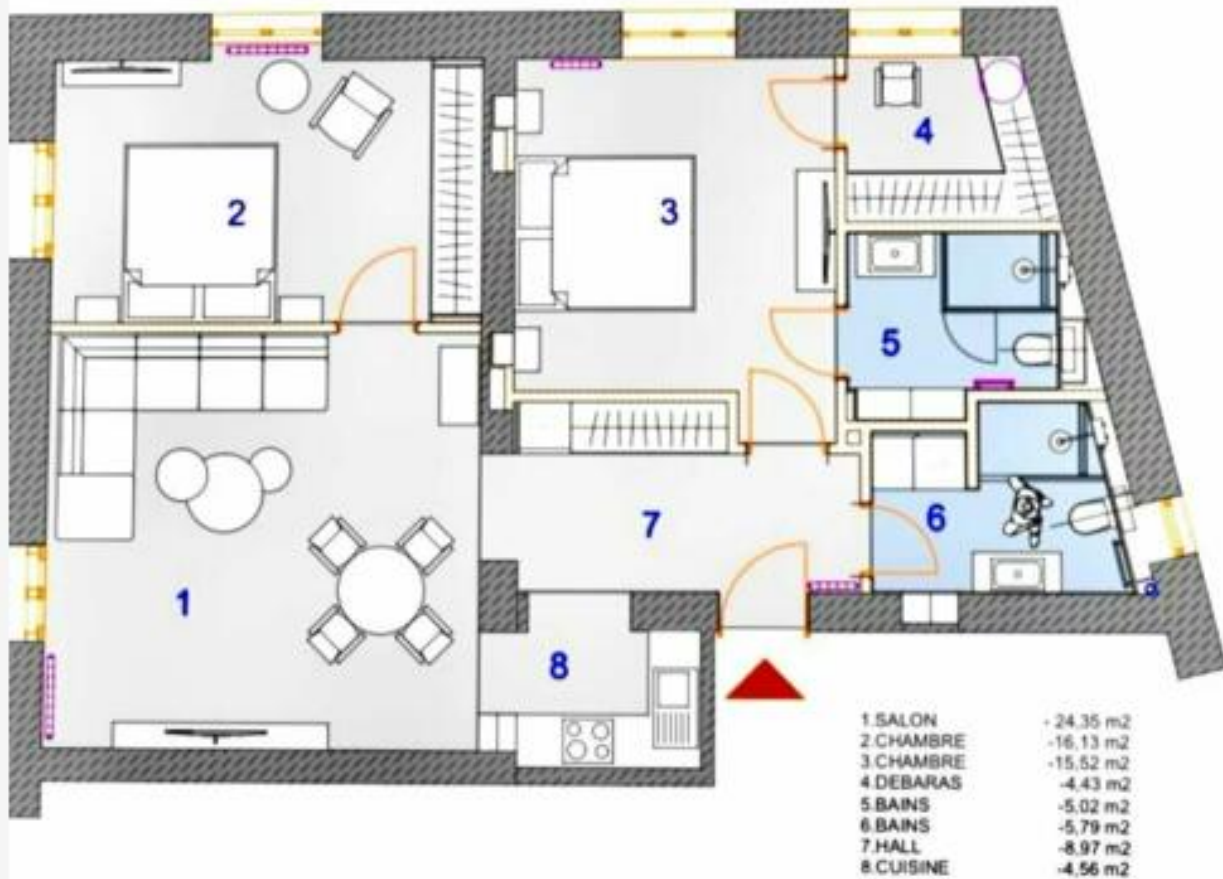 2
3
4
5
6
7
1
8
1.SALON - 24,35 m2
2.CHAMBRE -16,13 m2
3.CHAMBRE -15,52 m2
4.DEBARAS -4,43 m2
5.BAINS -5,02 m2
6.BAINS -5,79 m2
7.HALL -8,97 m2
8.CUISINE -4,56 m2